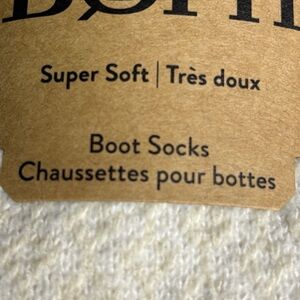 Super Soft | Très doux
Boot Socks
Chaussettes pour bottes